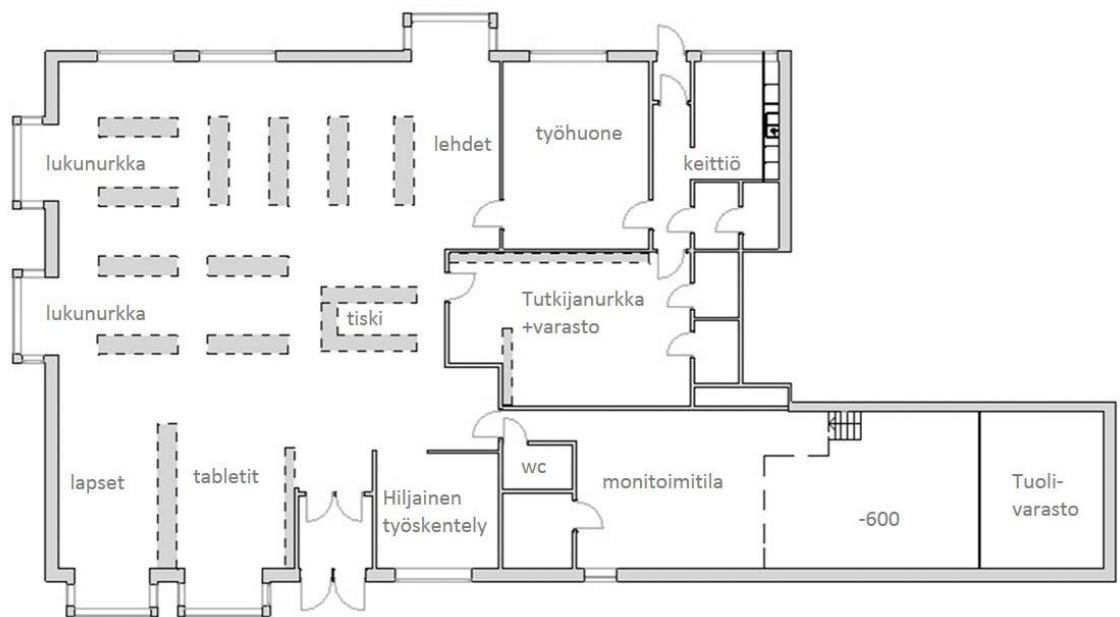 työhuone
lehdet
lukunurkka
keittiö
lukunurkka
tiski
Tutkijanurkka
+varasto
lapset
tabletit
Hiljainen
työskentely
wc
monitoimitila
-600
Tuoli-
varasto